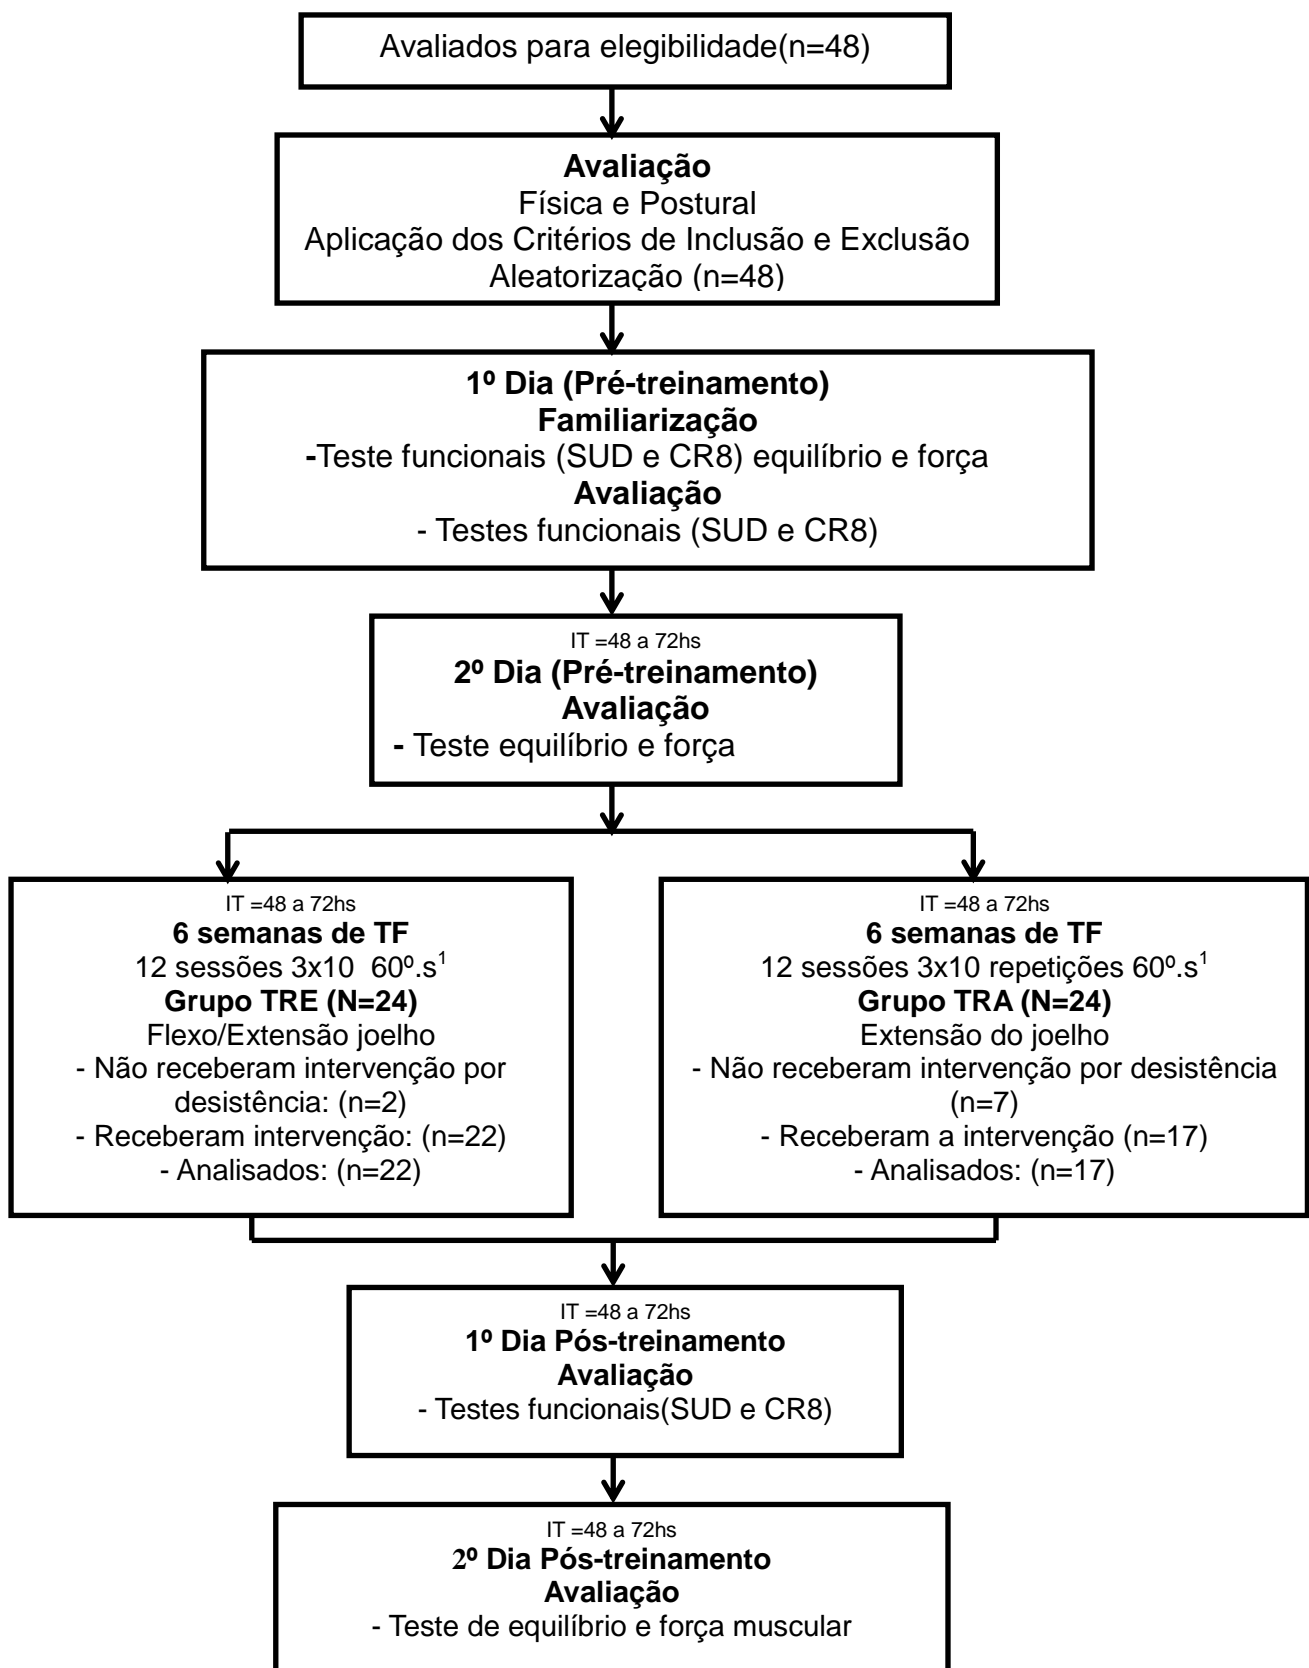 Avaliados para elegibilidade(n=48)
Avaliação
Física e Postural
Aplicação dos Critérios de Inclusão e Exclusão
Aleatorização (n=48)
1º Dia (Pré-treinamento)
Familiarização
-Teste funcionais (SUD e CR8) equilíbrio e força
Avaliação
- Testes funcionais (SUD e CR8)
IT =48 a 72hs
2º Dia (Pré-treinamento)
Avaliação
- Teste equilíbrio e força
IT =48 a 72hs
6 semanas de TF
12 sessões 3x10  60º.s¹
Grupo TRE (N=24)
Flexo/Extensão joelho
- Não receberam intervenção por
desistência: (n=2)
- Receberam intervenção: (n=22)
- Analisados: (n=22)
IT =48 a 72hs
6 semanas de TF
12 sessões 3x10 repetições 60º.s¹
Grupo TRA (N=24)
Extensão do joelho
- Não receberam intervenção por desistência
(n=7)
- Receberam a intervenção (n=17)
- Analisados: (n=17)
IT =48 a 72hs
1º Dia Pós-treinamento
Avaliação
- Testes funcionais(SUD e CR8)
IT =48 a 72hs
2º Dia Pós-treinamento
Avaliação
- Teste de equilíbrio e força muscular